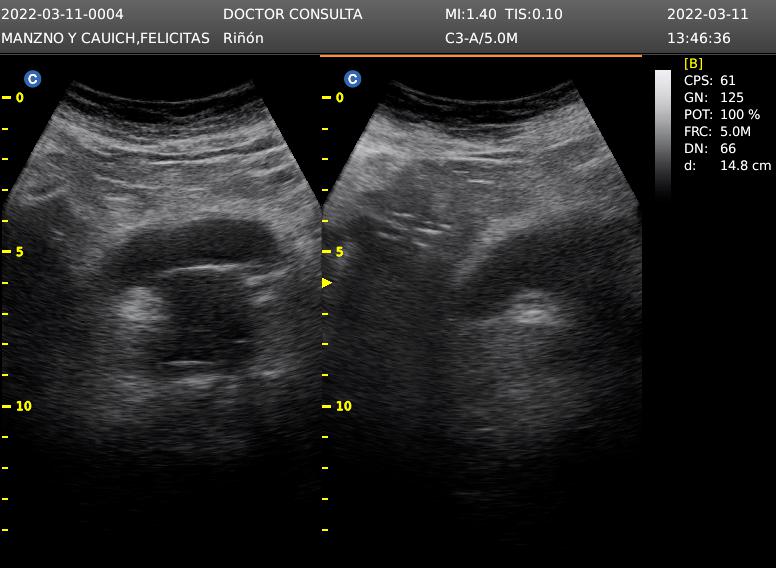 2022-03-11-0004 DOCTOR CONSULTA MI:1.40 TIS:0.10 2022-03-11
MANZNO Y CAUICH,FELICITAS Riñón C3-A/5.0M 13:46:36
C C
[B]
CPS: 61
GN: 125
POT: 100 %
FRC: 5.0M
DN: 66
d: 14.8 cm
0 0
5 5
10 10